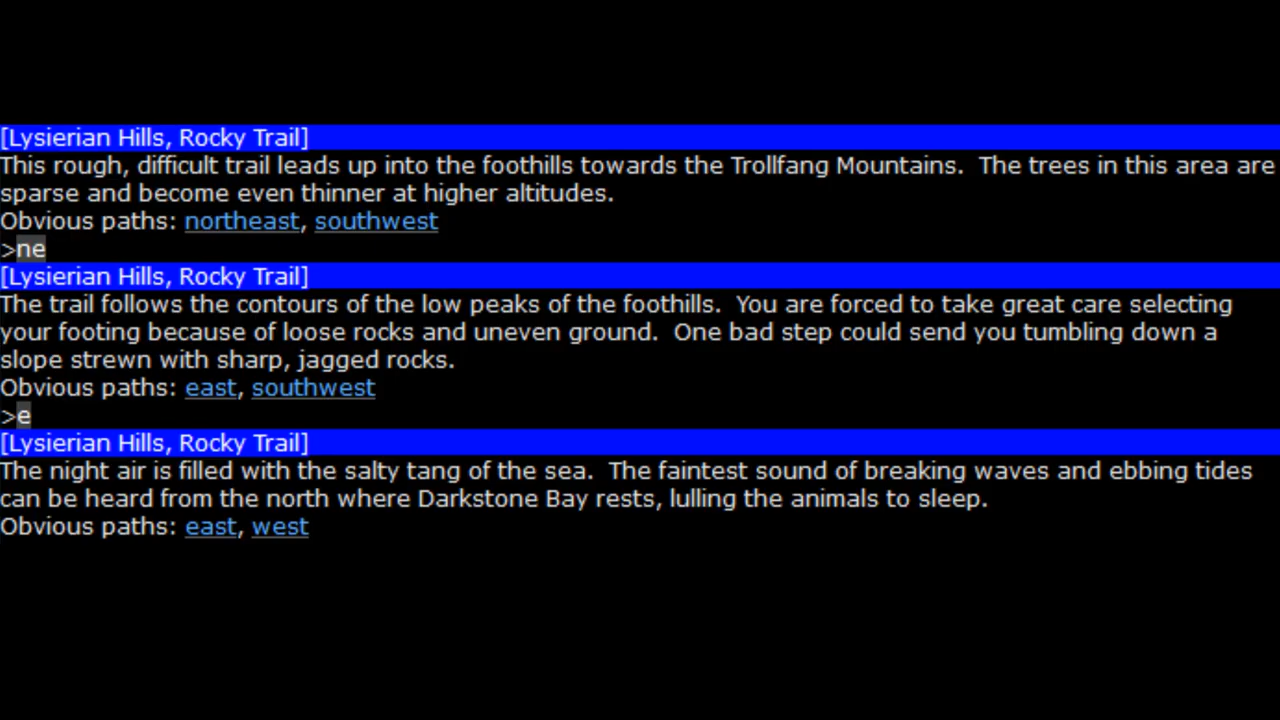 [Lysierian Hills, Rocky Trail]
This rough, difficult trail leads up into the foothills towards the Trollfang Mountains.  The trees in this area are
sparse and become even thinner at higher altitudes.
Obvious paths: northeast, southwest
>ne
[Lysierian Hills, Rocky Trail]
The trail follows the contours of the low peaks of the foothills.  You are forced to take great care selecting
your footing because of loose rocks and uneven ground.  One bad step could send you tumbling down a
slope strewn with sharp, jagged rocks.
Obvious paths: east, southwest
>e
[Lysierian Hills, Rocky Trail]
The night air is filled with the salty tang of the sea.  The faintest sound of breaking waves and ebbing tides
can be heard from the north where Darkstone Bay rests, lulling the animals to sleep.
Obvious paths: east, west